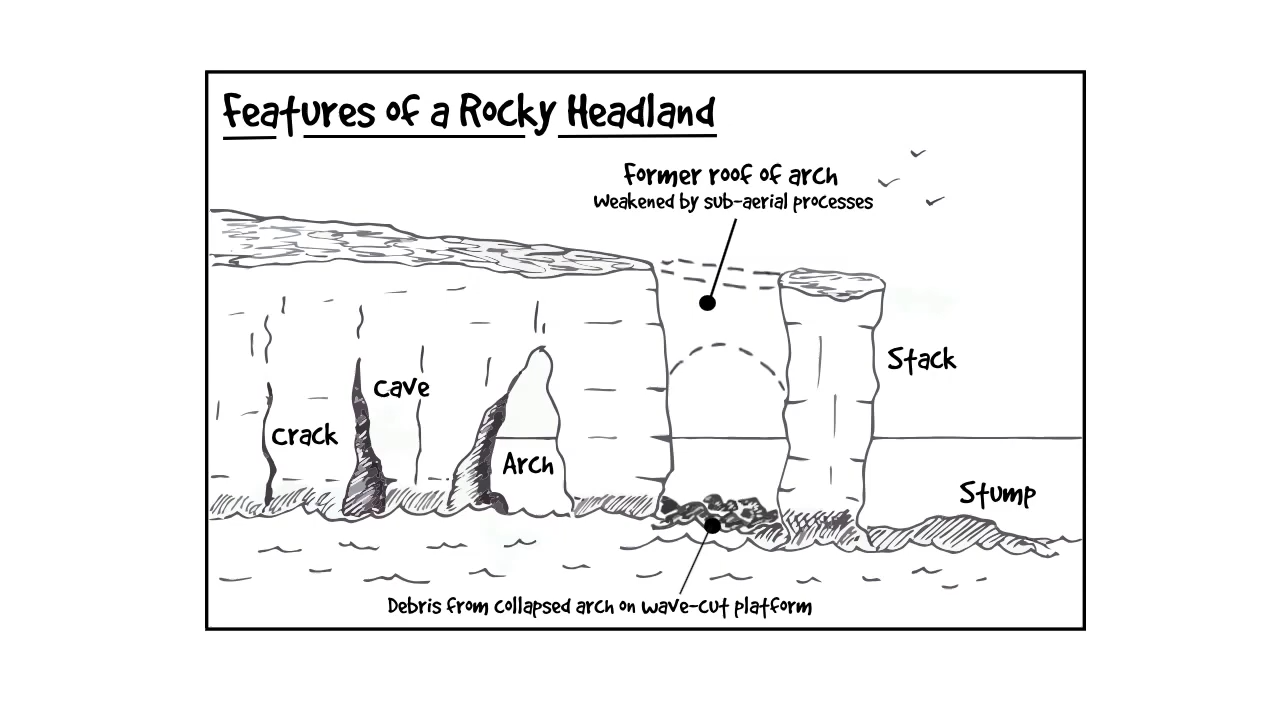 Features of a Rocky Headland
Former roof of arch
Weakened by sub-aerial processes
Stack
Cave
Crack
Arch
Stump
Debris from collapsed arch on wave-cut platform